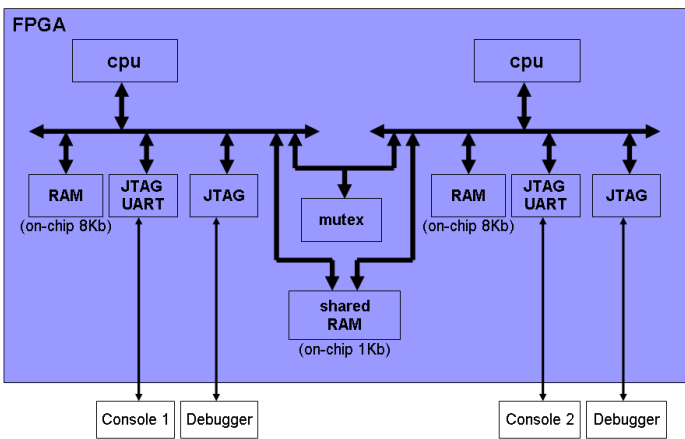 FPGA
cpu
cpu
RAM
(on-chip 8Kb)
JTAG
UART
JTAG
mutex
RAM
(on-chip 8Kb)
JTAG
UART
JTAG
shared
RAM
(on-chip 1Kb)
Console 1
Debugger
Console 2
Debugger